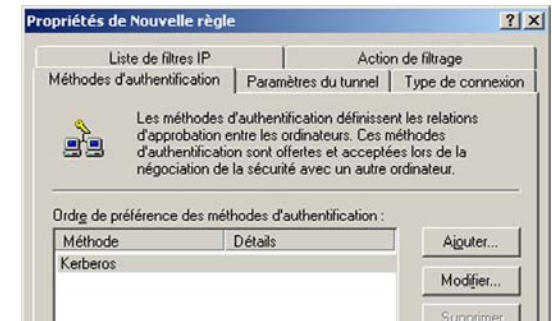 Propriétés de Nouvelle règle
Liste de filtres IP
Action de filtrage
Méthodes d'authentification
Paramètres du tunnel
Type de connexion
Les méthodes d'authentification définissent les relations
d'approbation entre les ordinateurs. Ces méthodes
d'authentification sont offertes et acceptées lors de la
négociation de la sécurité avec un autre ordinateur.
Ordre de préférence des méthodes d'authentification :
Méthode
Détails
Kerberos
Ajouter...
Modifier...
Supprimer